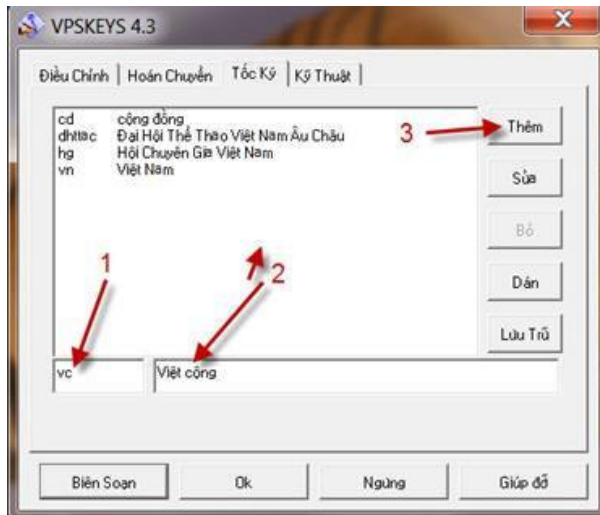 VPSKEYS 4.3
Điều Chỉnh Hoán Chuyển Tốc Ký Kỹ Thuật
cd cộng đồng
dhttac Đại Hội Thể Thao Việt Nam Âu Châu
hg Hội Chuyên Gia Việt Nam
vn Việt Nam
3
Thêm
Sửa
Bỏ
Dán
Lưu Trữ
1
2
vc Việt cộng
Biên Soạn Ok Ngừng Giúp đỡ